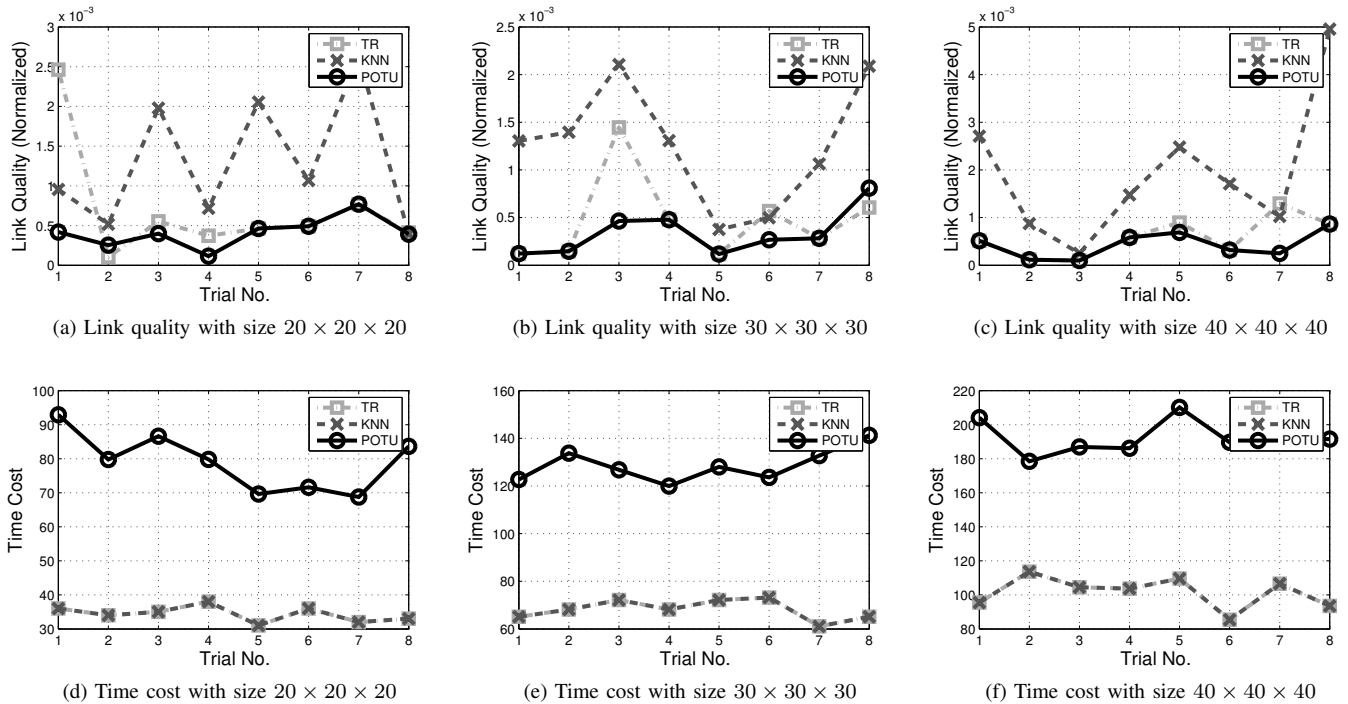 x 10⁻³
Link Quality (Normalized)
3
2.5
2
1.5
1
0.5
0
1 2 3 4 5 6 7 8
Trial No.
TR
KNN
POTU
(a) Link quality with size 20 × 20 × 20
x 10⁻³
Link Quality (Normalized)
2.5
2
1.5
1
0.5
0
1 2 3 4 5 6 7 8
Trial No.
TR
KNN
POTU
(b) Link quality with size 30 × 30 × 30
x 10⁻³
Link Quality (Normalized)
5
4
3
2
1
0
1 2 3 4 5 6 7 8
Trial No.
TR
KNN
POTU
(c) Link quality with size 40 × 40 × 40
Time Cost
100
90
80
70
60
50
40
30
1 2 3 4 5 6 7 8
Trial No.
TR
KNN
POTU
(d) Time cost with size 20 × 20 × 20
Time Cost
160
140
120
100
80
60
1 2 3 4 5 6 7 8
Trial No.
TR
KNN
POTU
(e) Time cost with size 30 × 30 × 30
Time Cost
220
200
180
160
140
120
100
80
1 2 3 4 5 6 7 8
Trial No.
TR
KNN
POTU
(f) Time cost with size 40 × 40 × 40